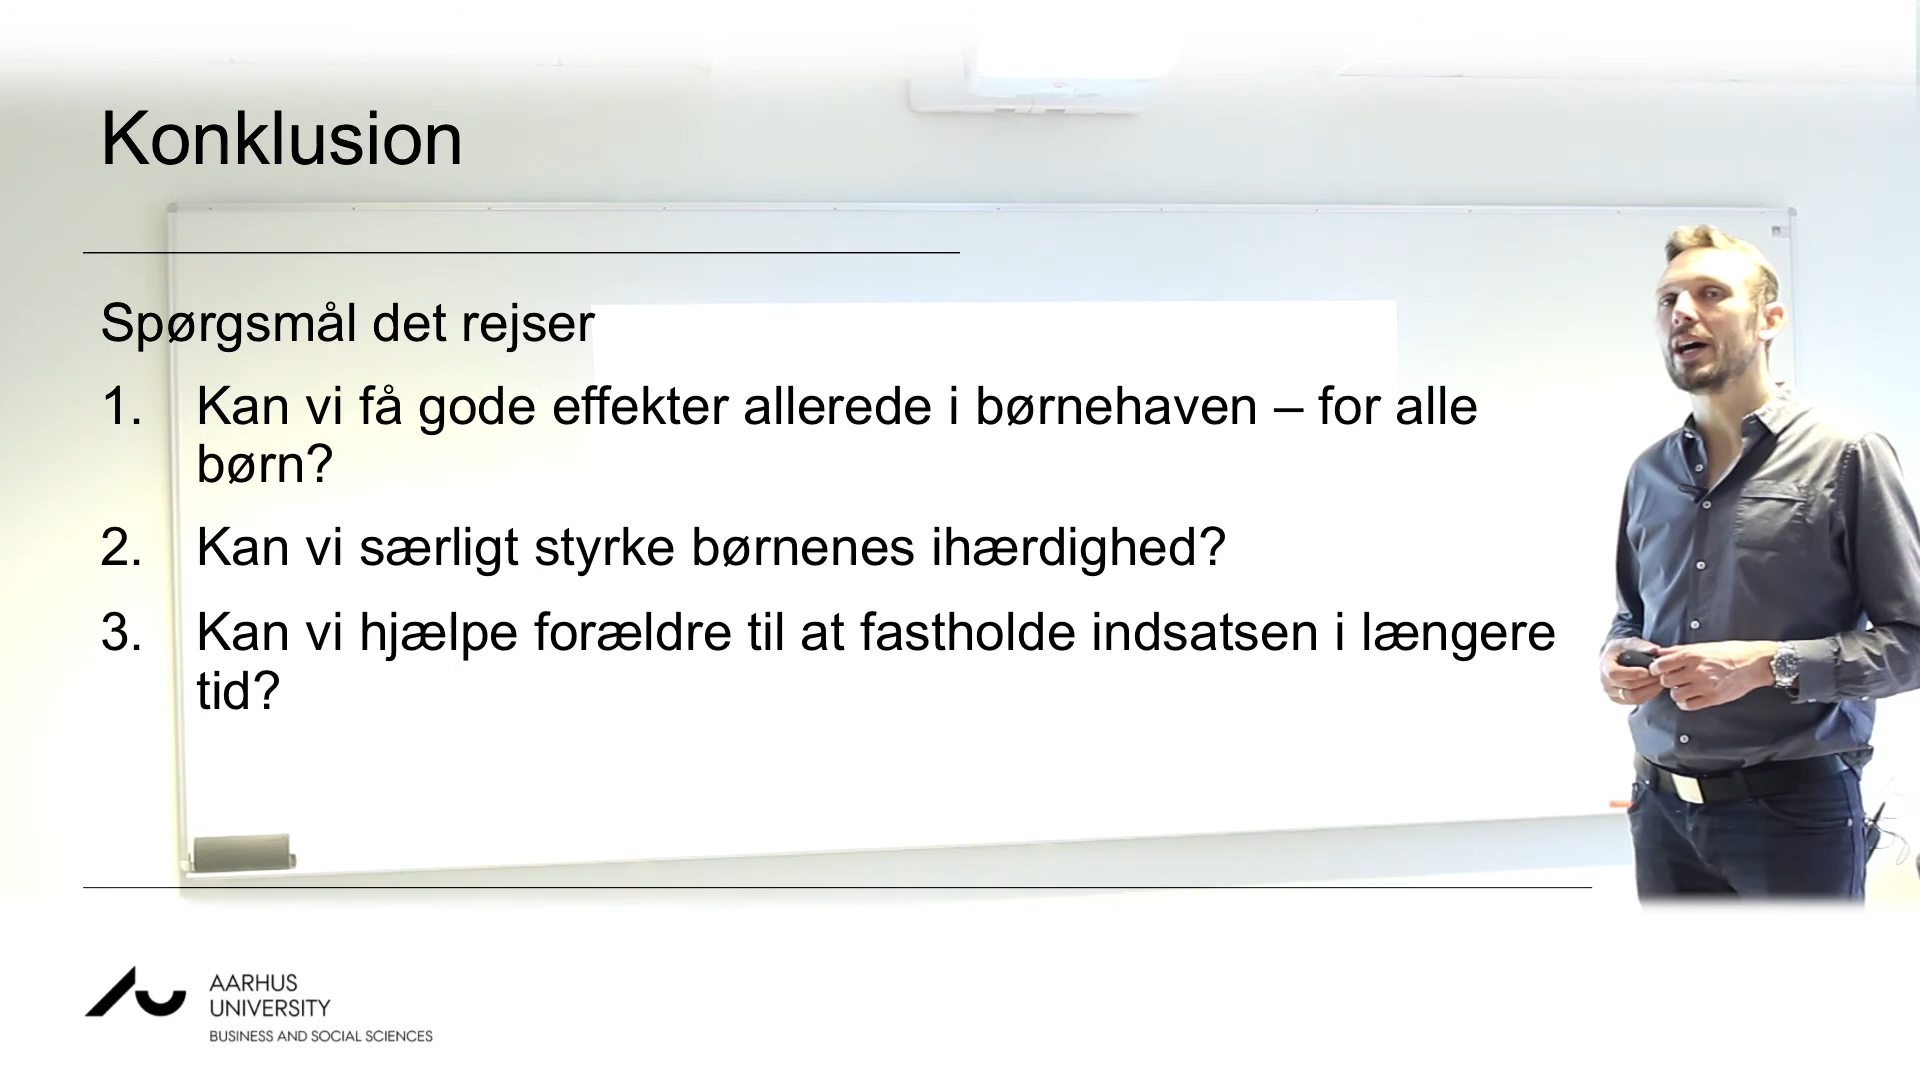 Konklusion
Spørgsmål det rejser
1. Kan vi få gode effekter allerede i børnehaven – for alle
børn?
2. Kan vi særligt styrke børnenes ihærdighed?
3. Kan vi hjælpe forældre til at fastholde indsatsen i længere
tid?
AARHUS
UNIVERSITY
BUSINESS AND SOCIAL SCIENCES